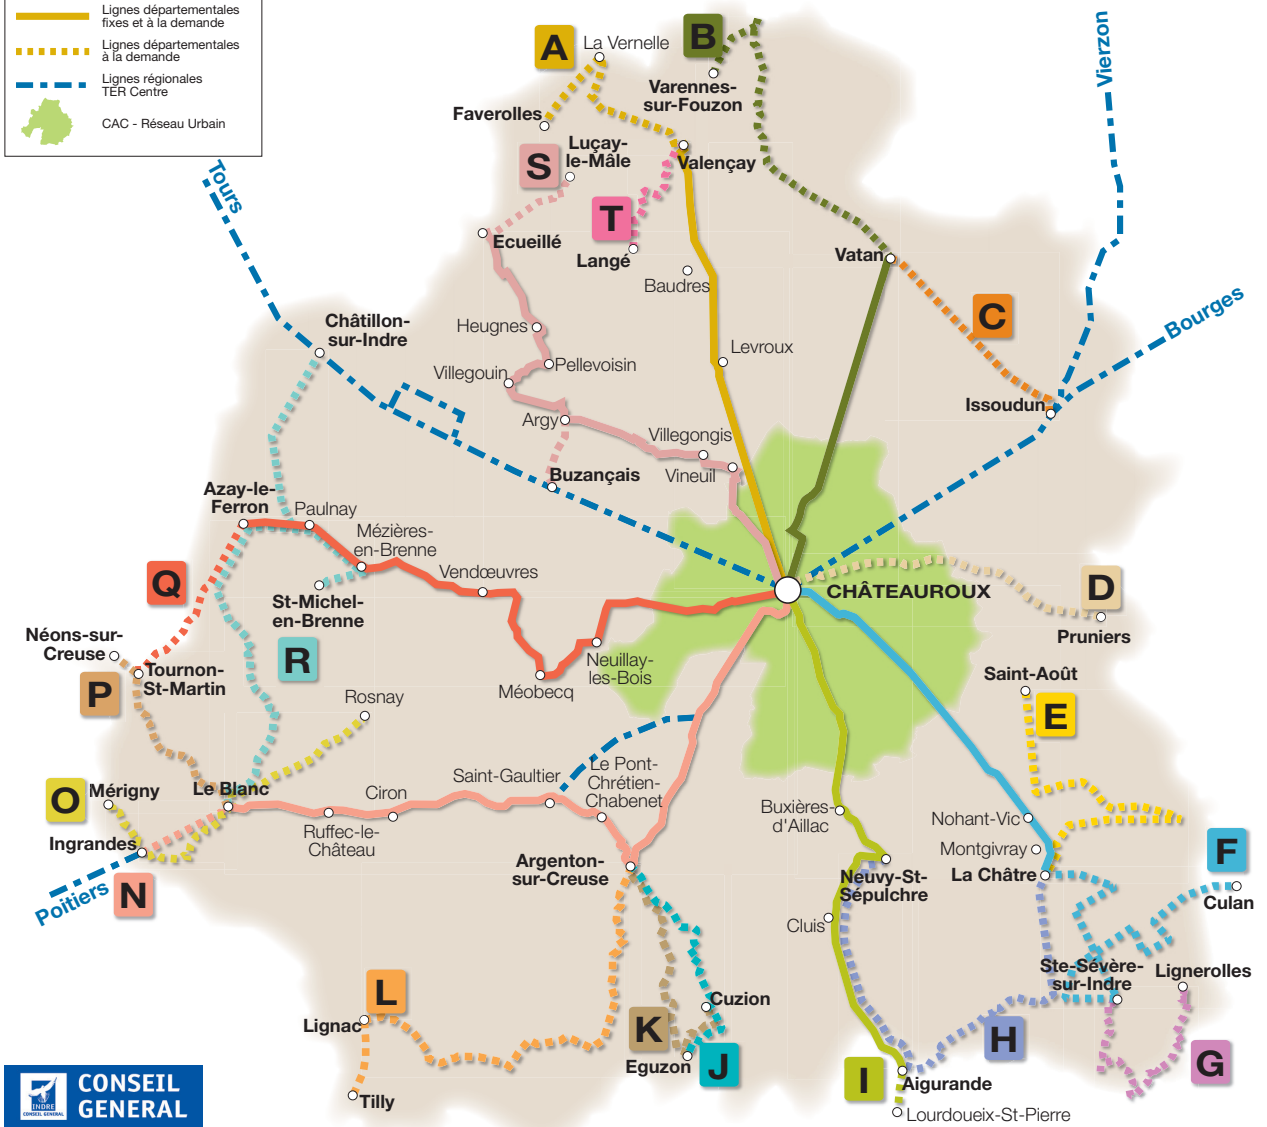 Lignes départementales
fixes et à la demande
Lignes départementales
à la demande
Lignes régionales
TER Centre
CAC - Réseau Urbain
A
La Vernelle
B
Varennes-
sur-Fouzon
Vierzon
Faverolles
Luçay-
le-Mâle
S
Valençay
Tours
T
Langé
Ecueillé
Vatan
Baudres
C
Bourges
Châtillon-
sur-Indre
Heugnes
Levroux
Pellevoisin
Villegouin
Issoudun
Argy
Villegongis
Vineuil
Buzançais
Azay-le-
Ferron
Paulnay
Mézières-
en-Brenne
Vendœuvres
Q
St-Michel-
en-Brenne
CHÂTEAUROUX
D
Pruniers
Néons-sur-
Creuse
R
Tournon-
St-Martin
P
Neuillay-
les-Bois
Méobecq
Rosnay
Saint-Août
E
O
Mérigny
Le Blanc
Ciron
Saint-Gaultier
Le Pont-
Chrétien-
Chabenet
Buxières-
d'Aillac
Nohant-Vic
Ruffec-le-
Château
Ingrandes
Montgivray
F
Argenton-
sur-Creuse
La Châtre
Neuvy-St-
Sépulchre
Poitiers
N
Culan
Cluis
Ste-Sévère-
sur-Indre
Lignerolles
L
Lignac
Cuzion
K
Eguzon
J
H
G
I
Aigurande
Tilly
Lourdoueix-St-Pierre
CONSEIL
GENERAL
INDRE
CONSEIL GENERAL